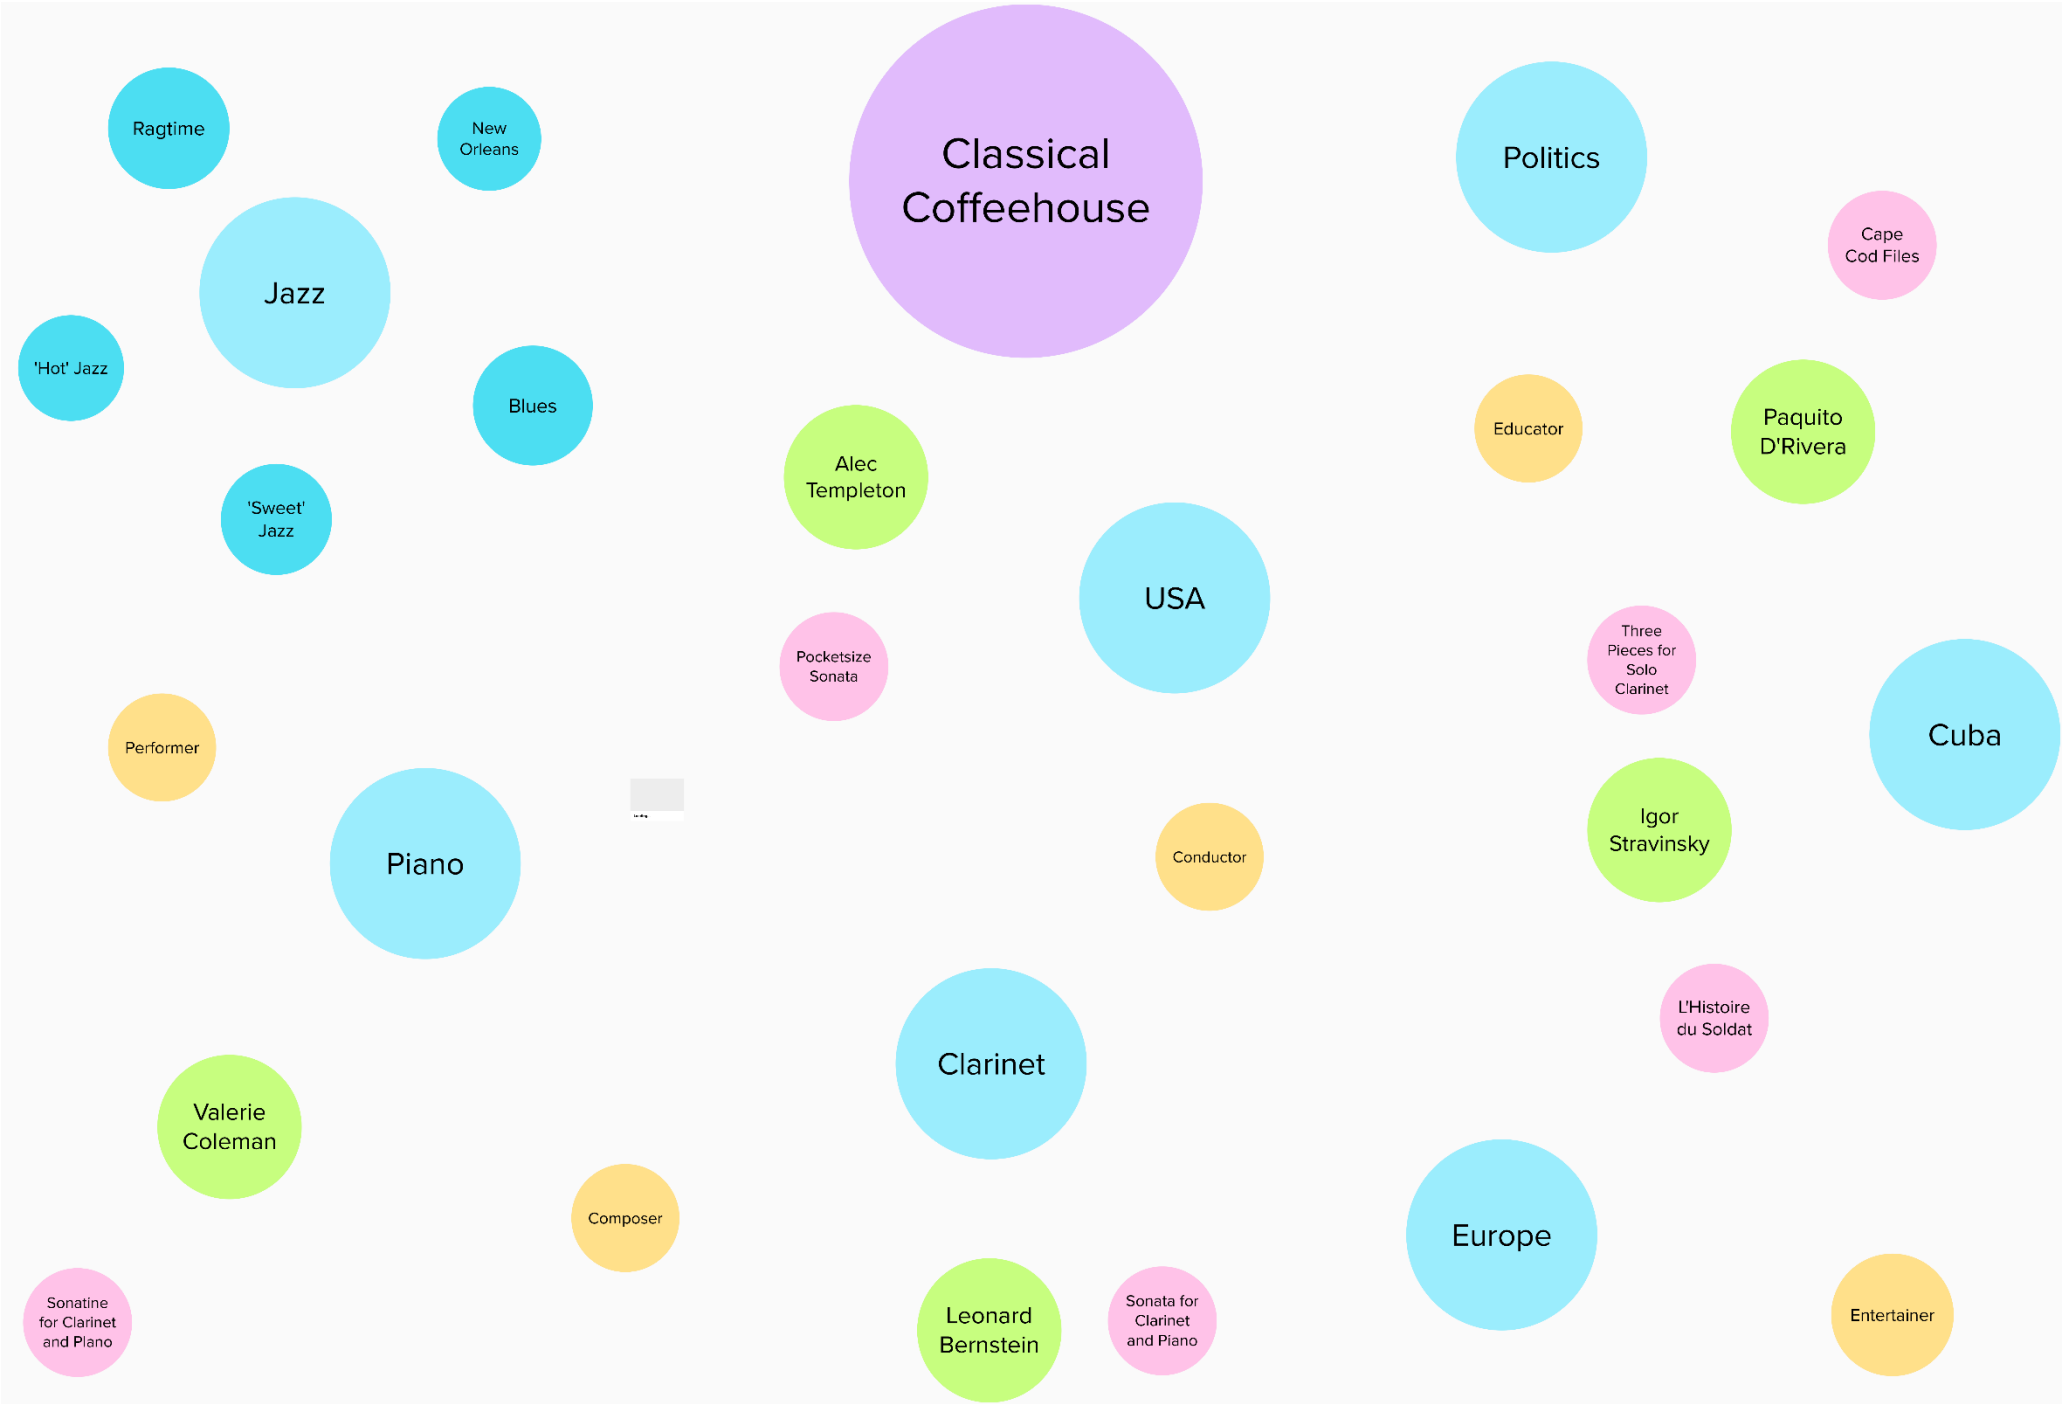 Classical
Coffeehouse
Ragtime
New
Orleans
Jazz
'Hot' Jazz
Blues
'Sweet'
Jazz
Politics
Cape
Cod Files
Educator
Paquito
D'Rivera
Alec
Templeton
USA
Pocketsize
Sonata
Three
Pieces for
Solo
Clarinet
Cuba
Performer
Piano
Conductor
Igor
Stravinsky
L'Histoire
du Soldat
Clarinet
Valerie
Coleman
Composer
Europe
Sonatine
for Clarinet
and PIano
Leonard
Bernstein
Sonata for
Clarinet
and Piano
Entertainer